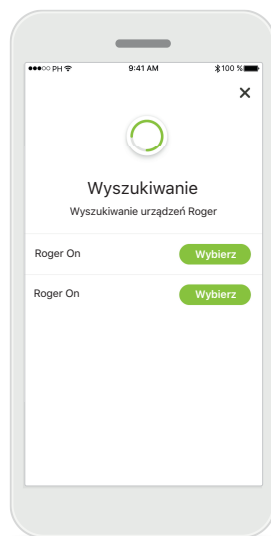 ●●●○○ PH 9:41 AM 100 %
Wyszukiwanie
Wyszukiwanie urządzeń Roger
Roger On Wybierz
Roger On Wybierz